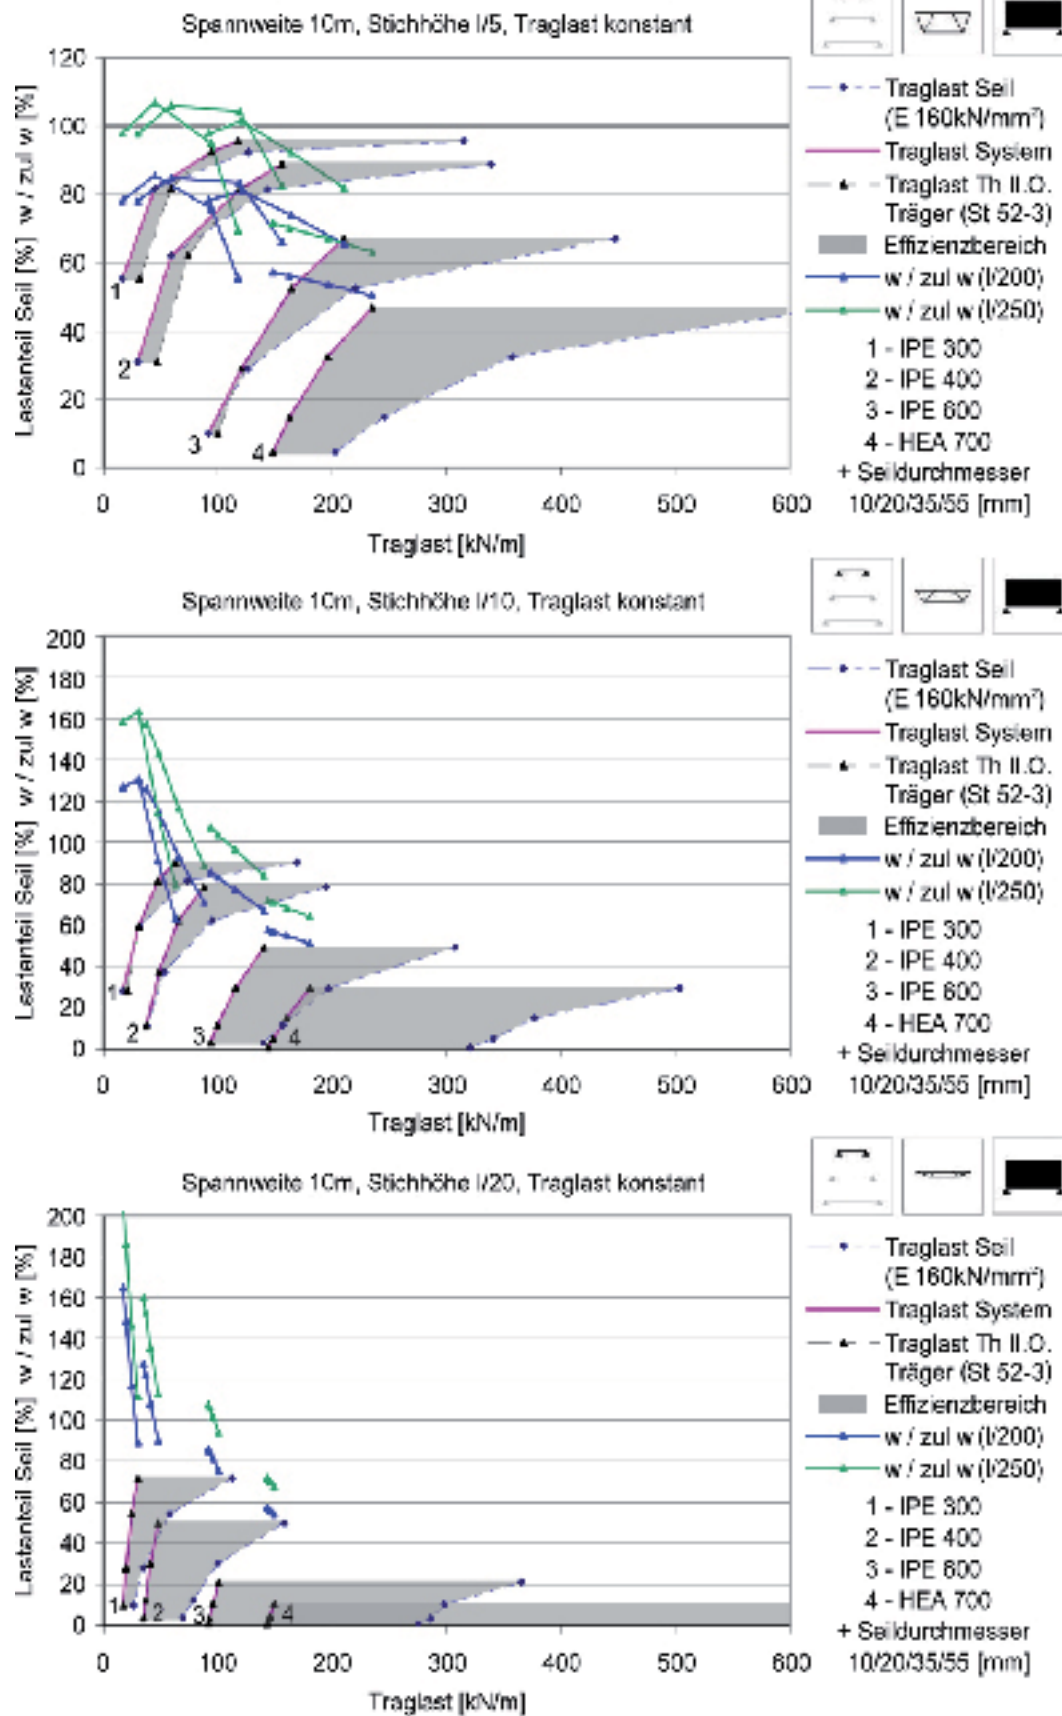 Spannweite 10m, Stichhöhe l/5, Traglast konstant
Lastanteil Seil [%] w / zul w [%]
120
100
80
60
40
20
0
1
2
3
4
0 100 200 300 400 500 600
Traglast [kN/m]
Traglast Seil
(E 160kN/mm²)
Traglast System
Traglast Th II.O.
Träger (St 52-3)
Effizienzbereich
w / zul w (l/200)
w / zul w (l/250)
1 - IPE 300
2 - IPE 400
3 - IPE 600
4 - HEA 700
+ Seildurchmesser
10/20/35/55 [mm]
Spannweite 10m, Stichhöhe l/10, Traglast konstant
Lastanteil Seil [%] w / zul w [%]
200
180
160
140
120
100
80
60
40
20
0
1
2
3
4
0 100 200 300 400 500 600
Traglast [kN/m]
Traglast Seil
(E 160kN/mm²)
Traglast System
Traglast Th II.O.
Träger (St 52-3)
Effizienzbereich
w / zul w (l/200)
w / zul w (l/250)
1 - IPE 300
2 - IPE 400
3 - IPE 600
4 - HEA 700
+ Seildurchmesser
10/20/35/55 [mm]
Spannweite 10m, Stichhöhe l/20, Traglast konstant
Lastanteil Seil [%] w / zul w [%]
200
180
160
140
120
100
80
60
40
20
0
1
2
3
4
0 100 200 300 400 500 600
Traglast [kN/m]
Traglast Seil
(E 160kN/mm²)
Traglast System
Traglast Th II.O.
Träger (St 52-3)
Effizienzbereich
w / zul w (l/200)
w / zul w (l/250)
1 - IPE 300
2 - IPE 400
3 - IPE 600
4 - HEA 700
+ Seildurchmesser
10/20/35/55 [mm]